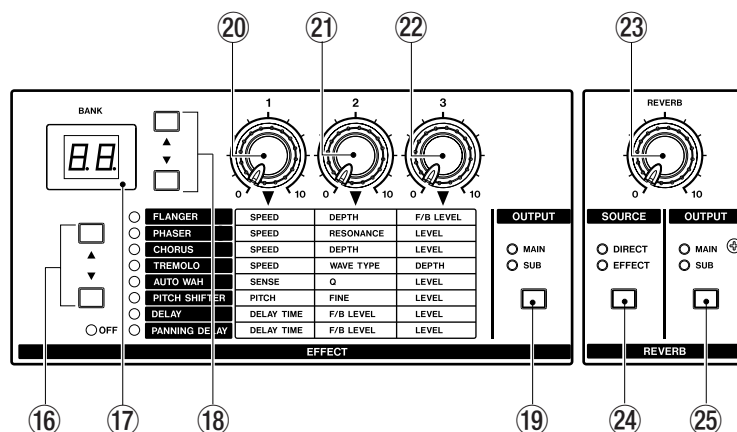 20 21 22 23
BANK 1 2 3 REVERB
8.8.
0 10 0 10 0 10 0 10
FLANGER SPEED DEPTH F/B LEVEL OUTPUT SOURCE OUTPUT
PHASER SPEED RESONANCE LEVEL
CHORUS SPEED DEPTH LEVEL MAIN DIRECT MAIN
TREMOLO SPEED WAVE TYPE DEPTH SUB EFFECT SUB
AUTO WAH SENSE Q LEVEL
PITCH SHIFTER PITCH FINE LEVEL
DELAY DELAY TIME F/B LEVEL LEVEL
OFF PANNING DELAY DELAY TIME F/B LEVEL LEVEL
EFFECT REVERB
16 17 18 19 24 25